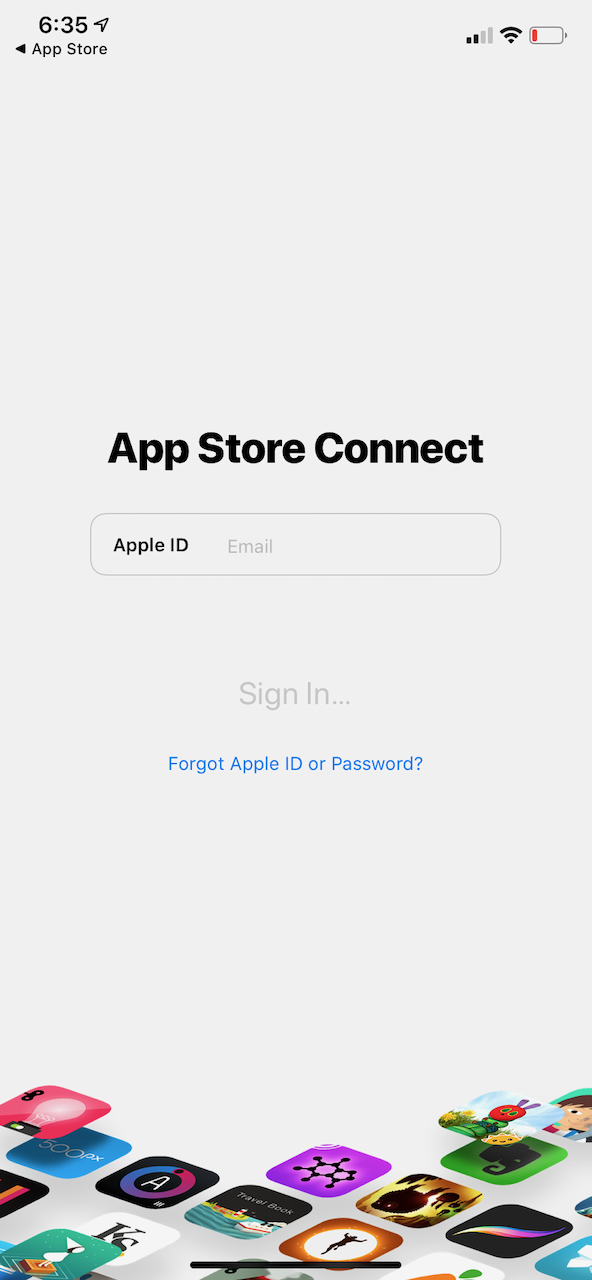 6:35
App Store
App Store Connect
Apple ID Email
Sign In...
Forgot Apple ID or Password?
500px
A
Travel Book
K